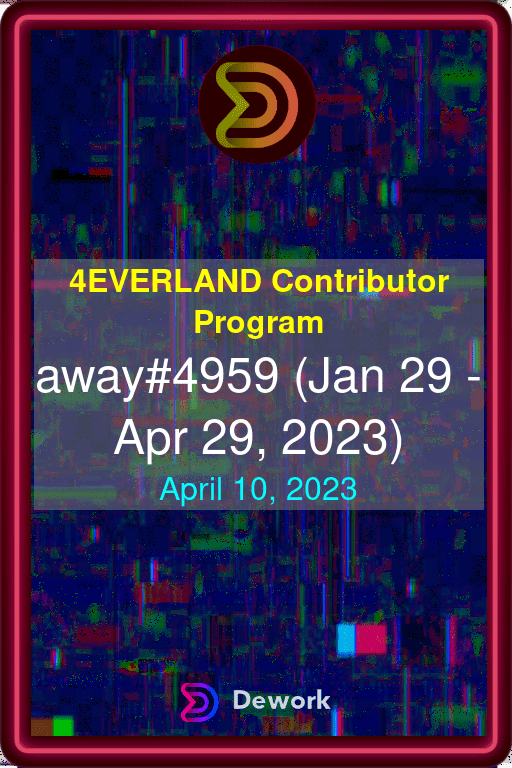 4EVERLAND Contributor
Program
away#4959 (Jan 29 -
Apr 29, 2023)
April 10, 2023
Dework